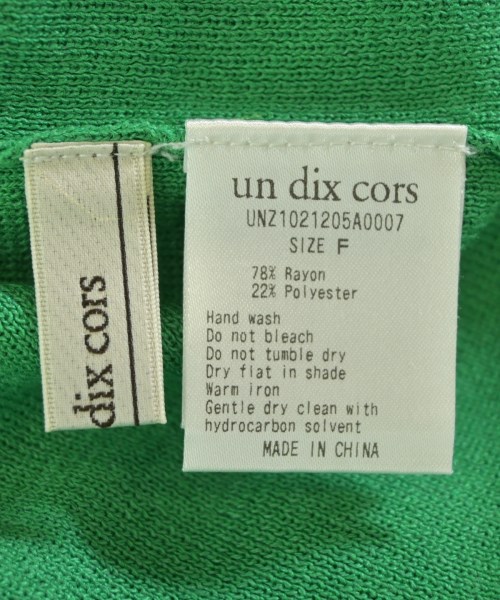 dix cors
un dix cors
UNZ1021205A0007
SIZE F
78% Rayon
22% Polyester
Hand wash
Do not bleach
Do not tumble dry
Dry flat in shade
Warm iron
Gentle dry clean with
hydrocarbon solvent
MADE IN CHINA